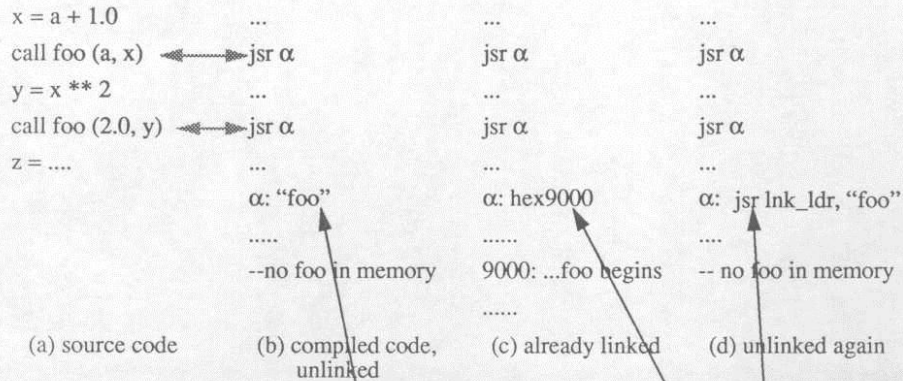 x = a + 1.0 ... ... ...
call foo (a, x) jsr α jsr α jsr α
y = x ** 2 ... ... ...
call foo (2.0, y) jsr α jsr α jsr α
z = .... ... ... ...
α: “foo” α: hex9000 α: jsr lnk_ldr, “foo”
..... ...... ....
--no foo in memory 9000: ...foo begins -- no foo in memory
......
(a) source code (b) compiled code, (c) already linked (d) unlinked again
unlinked